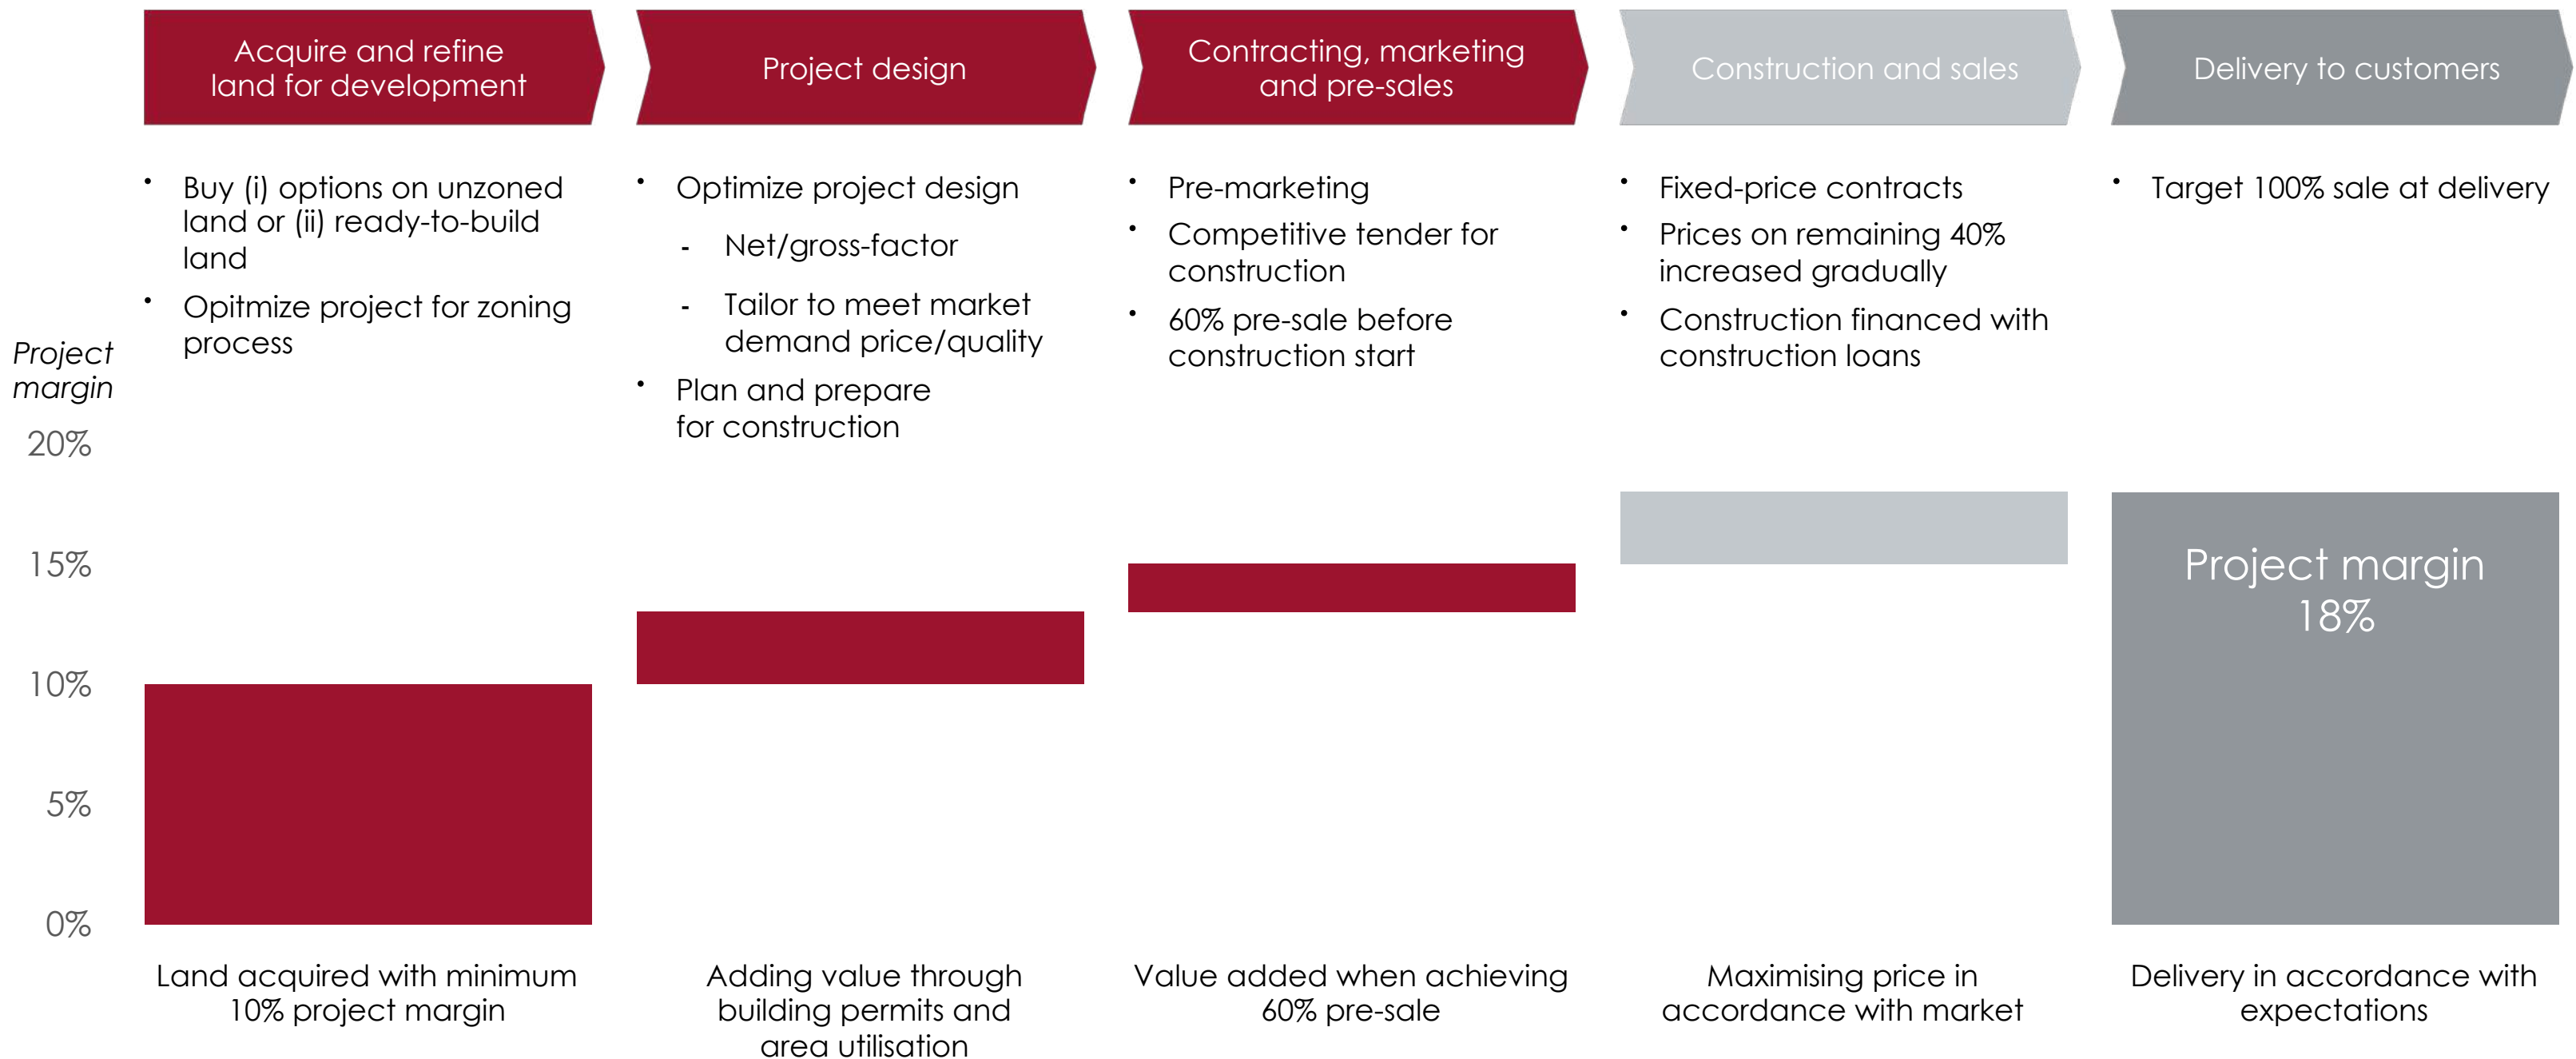 Acquire and refine
land for development
Project design
Contracting, marketing
and pre-sales
Construction and sales
Delivery to customers
• Buy (i) options on unzoned
land or (ii) ready-to-build
land
• Opitmize project for zoning
process
• Optimize project design
- Net/gross-factor
- Tailor to meet market
demand price/quality
• Plan and prepare
for construction
• Pre-marketing
• Competitive tender for
construction
• 60% pre-sale before
construction start
• Fixed-price contracts
• Prices on remaining 40%
increased gradually
• Construction financed with
construction loans
• Target 100% sale at delivery
Project
margin
20%
15%
10%
5%
0%
Project margin
18%
Land acquired with minimum
10% project margin
Adding value through
building permits and
area utilisation
Value added when achieving
60% pre-sale
Maximising price in
accordance with market
Delivery in accordance with
expectations